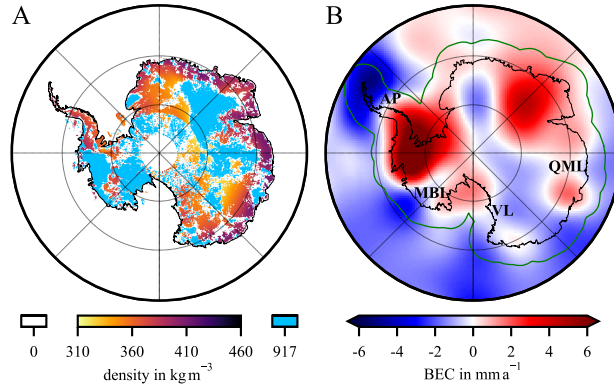 A
B
AP
QML
MBL
VL
0
310 360 410 460
917
density in kg m⁻³
-6 -4 -2 0 2 4 6
BEC in mm a⁻¹